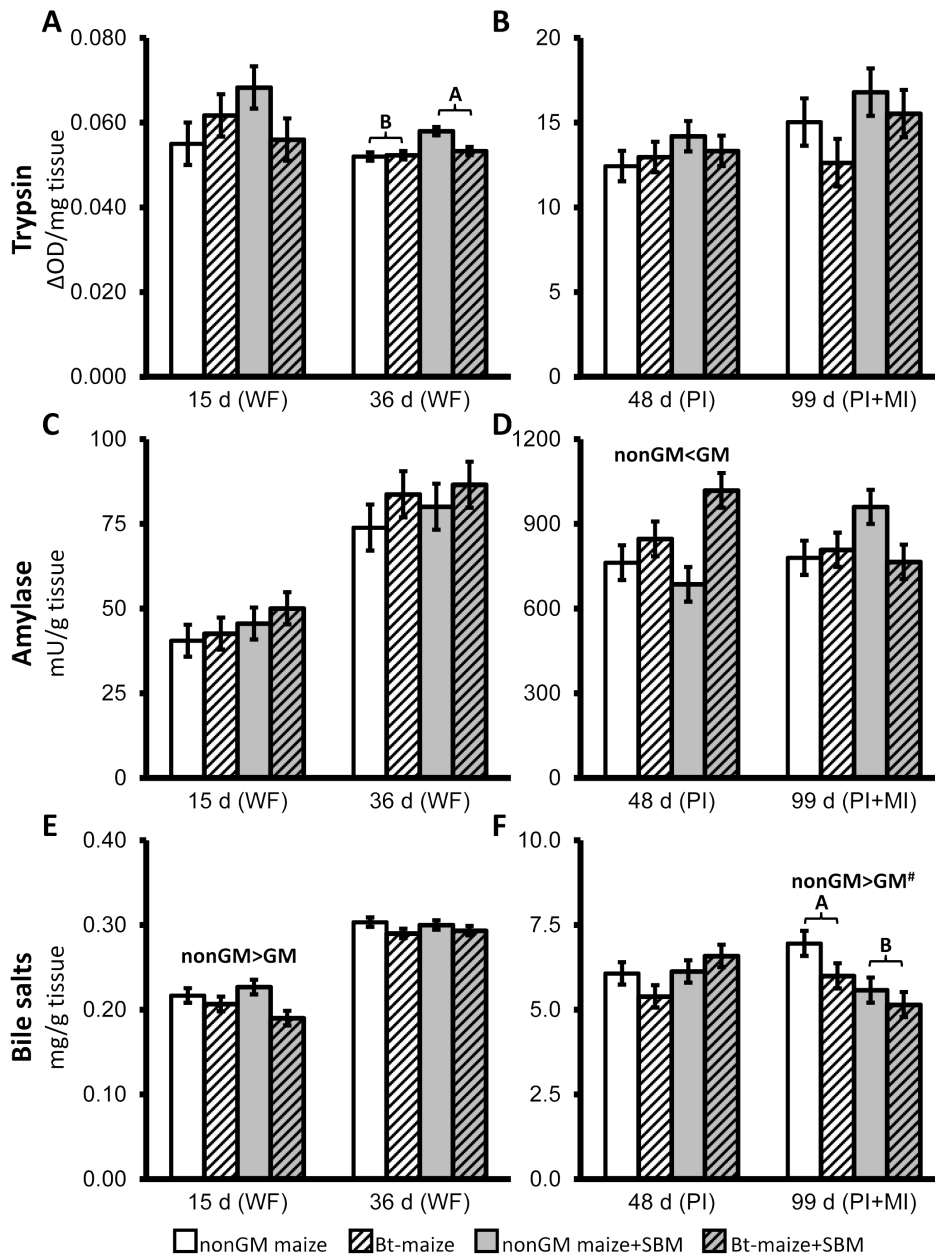 A
B
0.080
0.060
0.040
0.020
0.000
Trypsin
ΔOD/mg tissue
B
A
15 d (WF)
36 d (WF)
20
15
10
5
0
48 d (PI)
99 d (PI+MI)
C
D
100
75
50
25
0
Amylase
mU/g tissue
15 d (WF)
36 d (WF)
1200
900
600
300
0
nonGM<GM
48 d (PI)
99 d (PI+MI)
E
F
0.40
0.30
0.20
0.10
0.00
Bile salts
mg/g tissue
nonGM>GM
15 d (WF)
36 d (WF)
10.0
7.5
5.0
2.5
0.0
nonGM>GM#
A
B
48 d (PI)
99 d (PI+MI)
nonGM maize Bt-maize nonGM maize+SBM Bt-maize+SBM